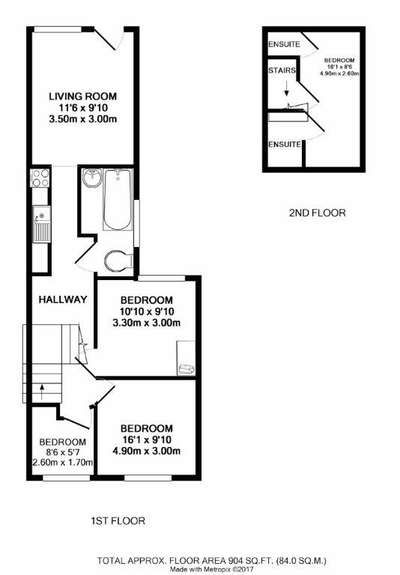 ENSUITE
BEDROOM
16'1 x 8'6
4.90m x 2.60m
STAIRS
ENSUITE
2ND FLOOR
LIVING ROOM
11'6 x 9'10
3.50m x 3.00m
HALLWAY
BEDROOM
10'10 x 9'10
3.30m x 3.00m
BEDROOM
16'1 x 9'10
4.90m x 3.00m
BEDROOM
8'6 x 5'7
2.60m x 1.70m
1ST FLOOR
TOTAL APPROX. FLOOR AREA 904 SQ.FT. (84.0 SQ.M.)
Made with Metropix ©2017